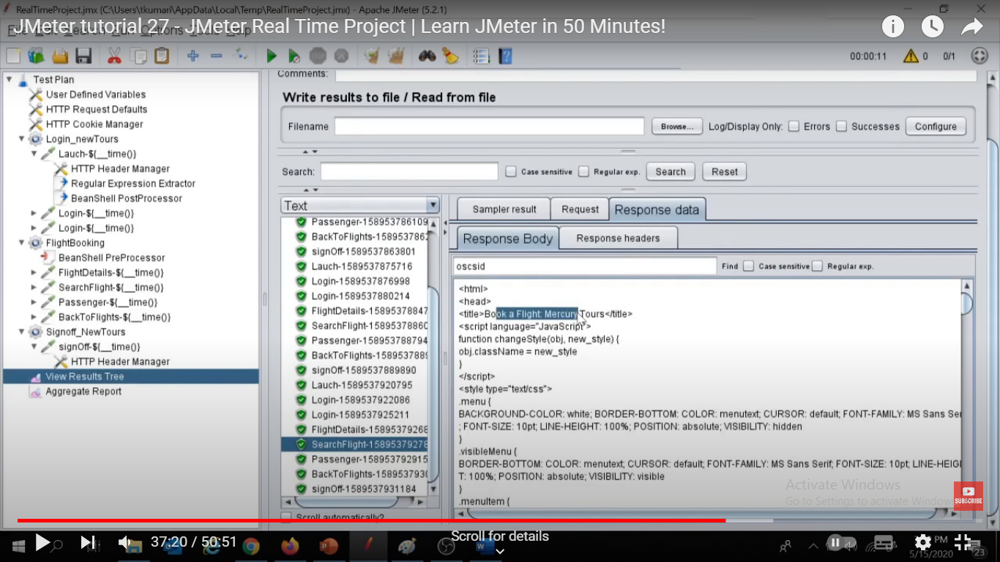 RealTimeProject.jmx (C:\Users\tkumari\AppData\Local\Temp\RealTimeProject.jmx) - Apache JMeter (5.2.1)
JMeter tutorial 27 - JMeter Real Time Project | Learn JMeter in 50 Minutes!
00:00:11
0
0/1
Test Plan
User Defined Variables
HTTP Request Defaults
HTTP Cookie Manager
Login_newTours
Lauch-${__time()}
HTTP Header Manager
Regular Expression Extractor
BeanShell PostProcessor
Login-${__time()}
Login-${__time()}
FlightBooking
BeanShell PreProcessor
FlightDetails-${__time()}
SearchFlight-${__time()}
Passenger-${__time()}
BackToFlights-${__time()}
Signoff_NewTours
signOff-${__time()}
HTTP Header Manager
View Results Tree
Aggregate Report
Comments:
Write results to file / Read from file
Filename
Browse...
Log/Display Only:
Errors
Successes
Configure
Search:
Case sensitive
Regular exp.
Search
Reset
Text
Passenger-158953786109
BackToFlights-158953786
signOff-1589537863801
Lauch-1589537875716
Login-1589537876998
Login-1589537880214
FlightDetails-1589537884
SearchFlight-1589537886
Passenger-158953788794
BackToFlights-158953788
signOff-1589537889890
Lauch-1589537920795
Login-1589537922086
Login-1589537925211
FlightDetails-1589537926
SearchFlight-1589537927
Passenger-158953792915
BackToFlights-158953793
signOff-1589537931184
Scroll automatically?
Sampler result
Request
Response data
Response Body
Response headers
oscsid
Find
Case sensitive
Regular exp.
<html>
<head>
<title>Book a Flight: Mercury Tours</title>
<script language="JavaScript">
function changeStyle(obj, new_style) {
obj.className = new_style
}
</script>
<style type="text/css">
.menu {
BACKGROUND-COLOR: white; BORDER-BOTTOM: COLOR: menutext; CURSOR: default; FONT-FAMILY: MS Sans Ser
; FONT-SIZE: 10pt; LINE-HEIGHT: 100%; POSITION: absolute; VISIBILITY: hidden
}
.visibleMenu {
BORDER-BOTTOM: COLOR: menutext; CURSOR: default; FONT-FAMILY: MS Sans Serif; FONT-SIZE: 10pt; LINE-HEIGH
T: 100%; POSITION: absolute; VISIBILITY: visible
}
.menuItem {
Activate Windows
Go to Settings to activate Windows
SUBSCRIBE
37:20 / 50:51
Scroll for details
PM
5/15/2020
23